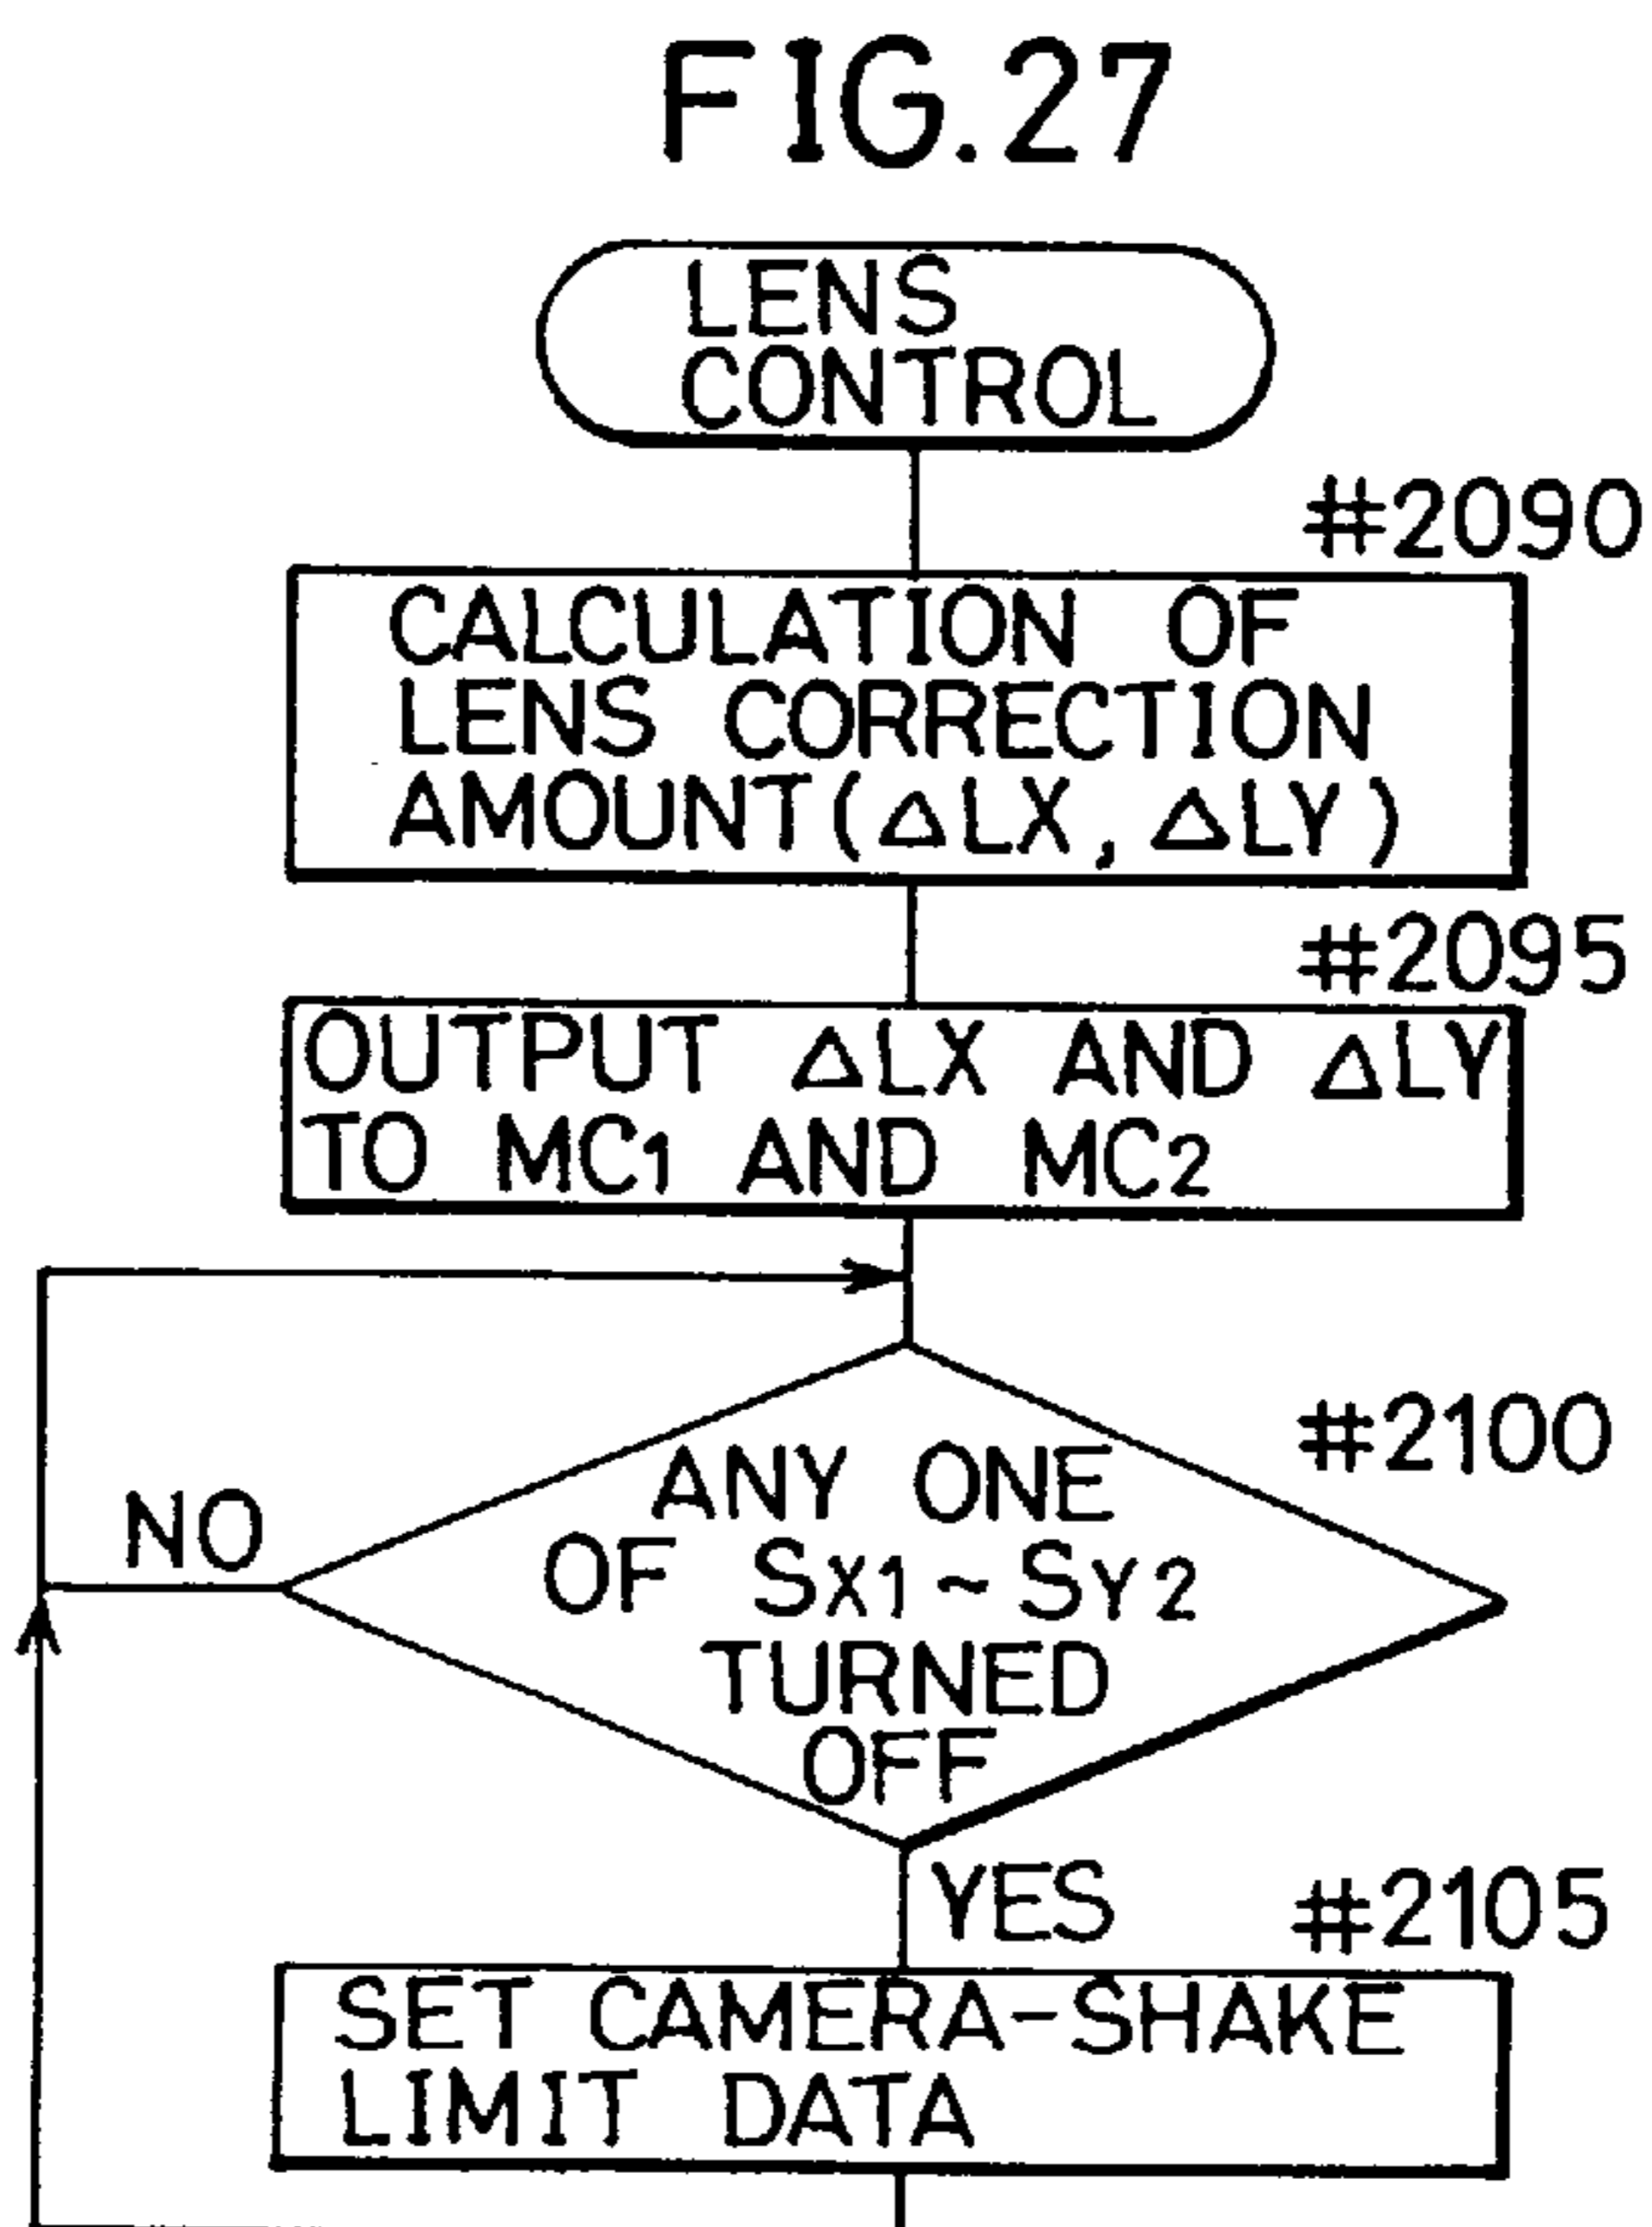 FIG.27
LENS
CONTROL
#2090
CALCULATION OF
LENS CORRECTION
AMOUNT(ΔLX, ΔLY)
#2095
OUTPUT ΔLX AND ΔLY
TO MC1 AND MC2
#2100
ANY ONE
OF SX1~SY2
TURNED
OFF
NO
YES
#2105
SET CAMERA-SHAKE
LIMIT DATA